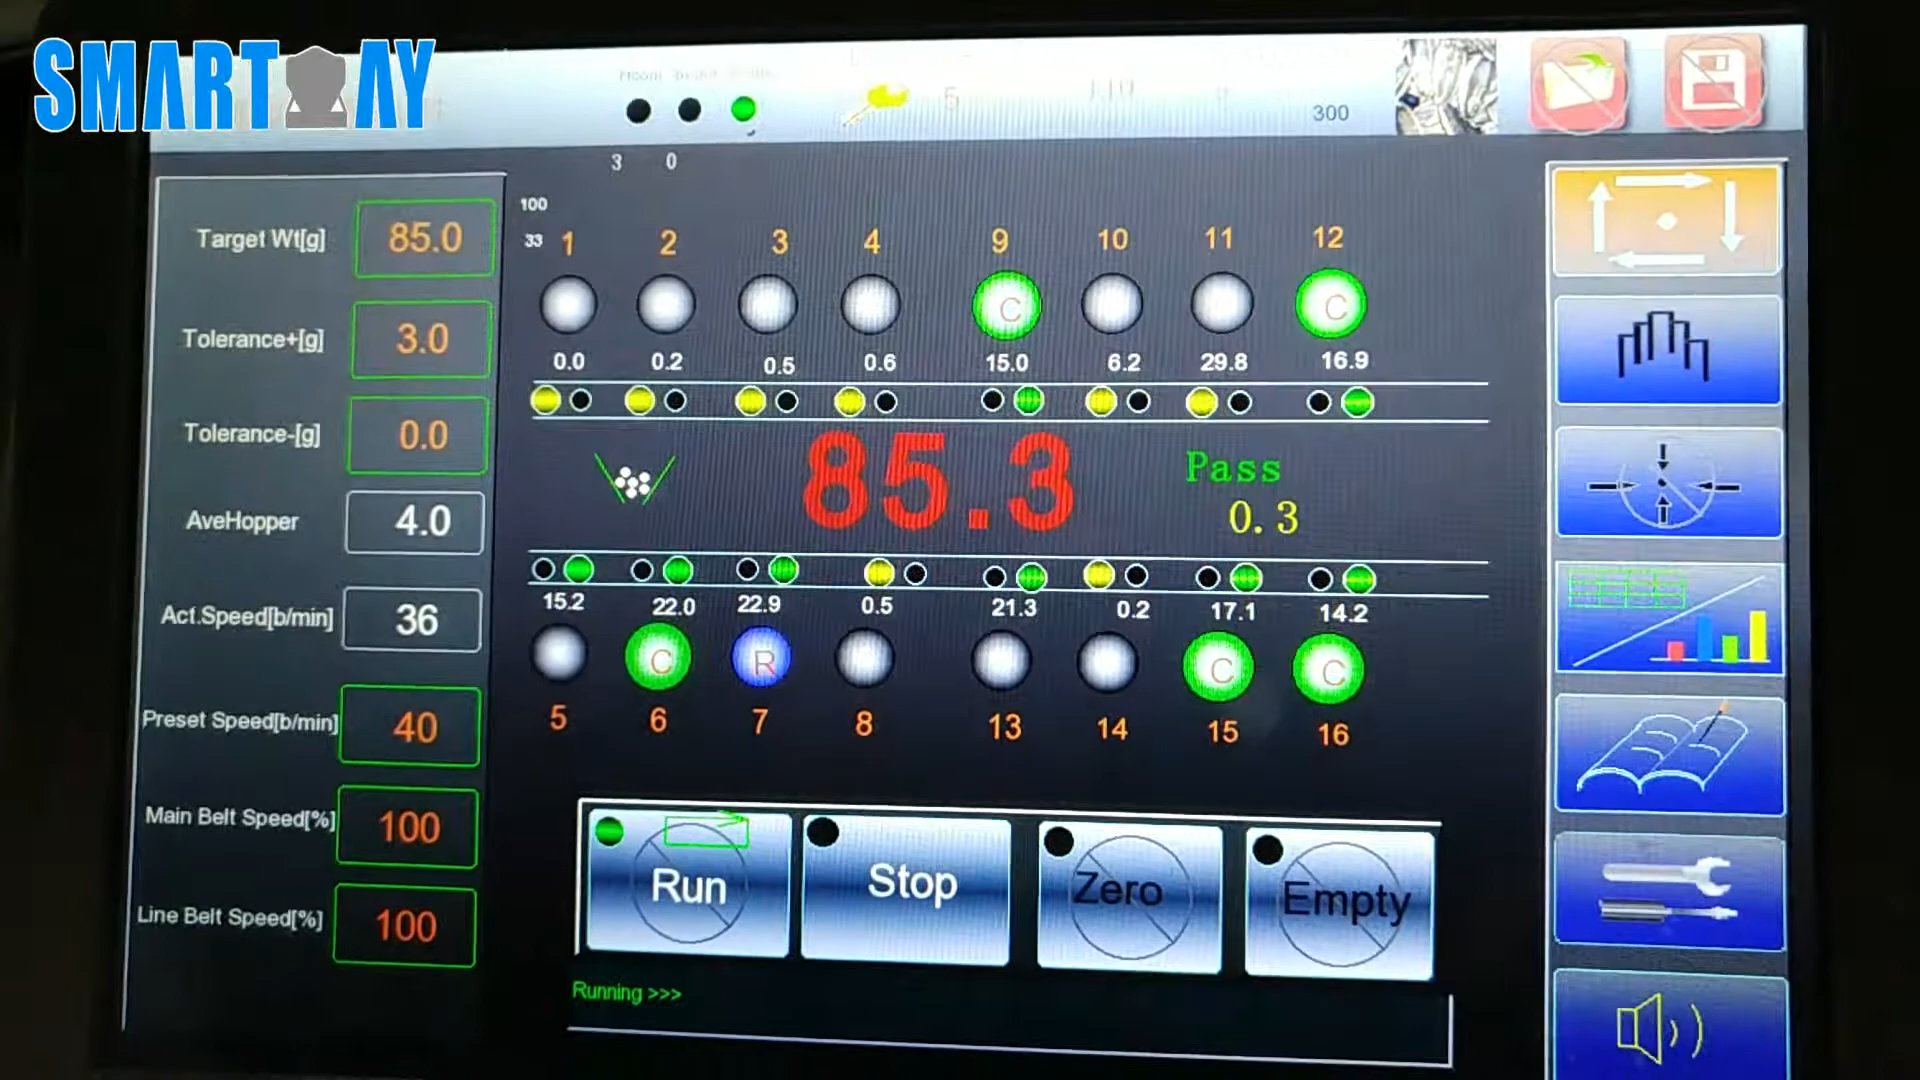 SMARTWAY
300
3 0
100
33
1 2 3 4 9 10 11 12
C C
0.0 0.2 0.5 0.6 15.0 6.2 29.8 16.9
85.3
Pass
0.3
15.2 22.0 22.9 0.5 21.3 0.2 17.1 14.2
C R C C
5 6 7 8 13 14 15 16
Target Wt[g] 85.0
Tolerance+[g] 3.0
Tolerance-[g] 0.0
AveHopper 4.0
Act.Speed[b/min] 36
Preset Speed[b/min] 40
Main Belt Speed[%] 100
Line Belt Speed[%] 100
Run Stop Zero Empty
Running >>>